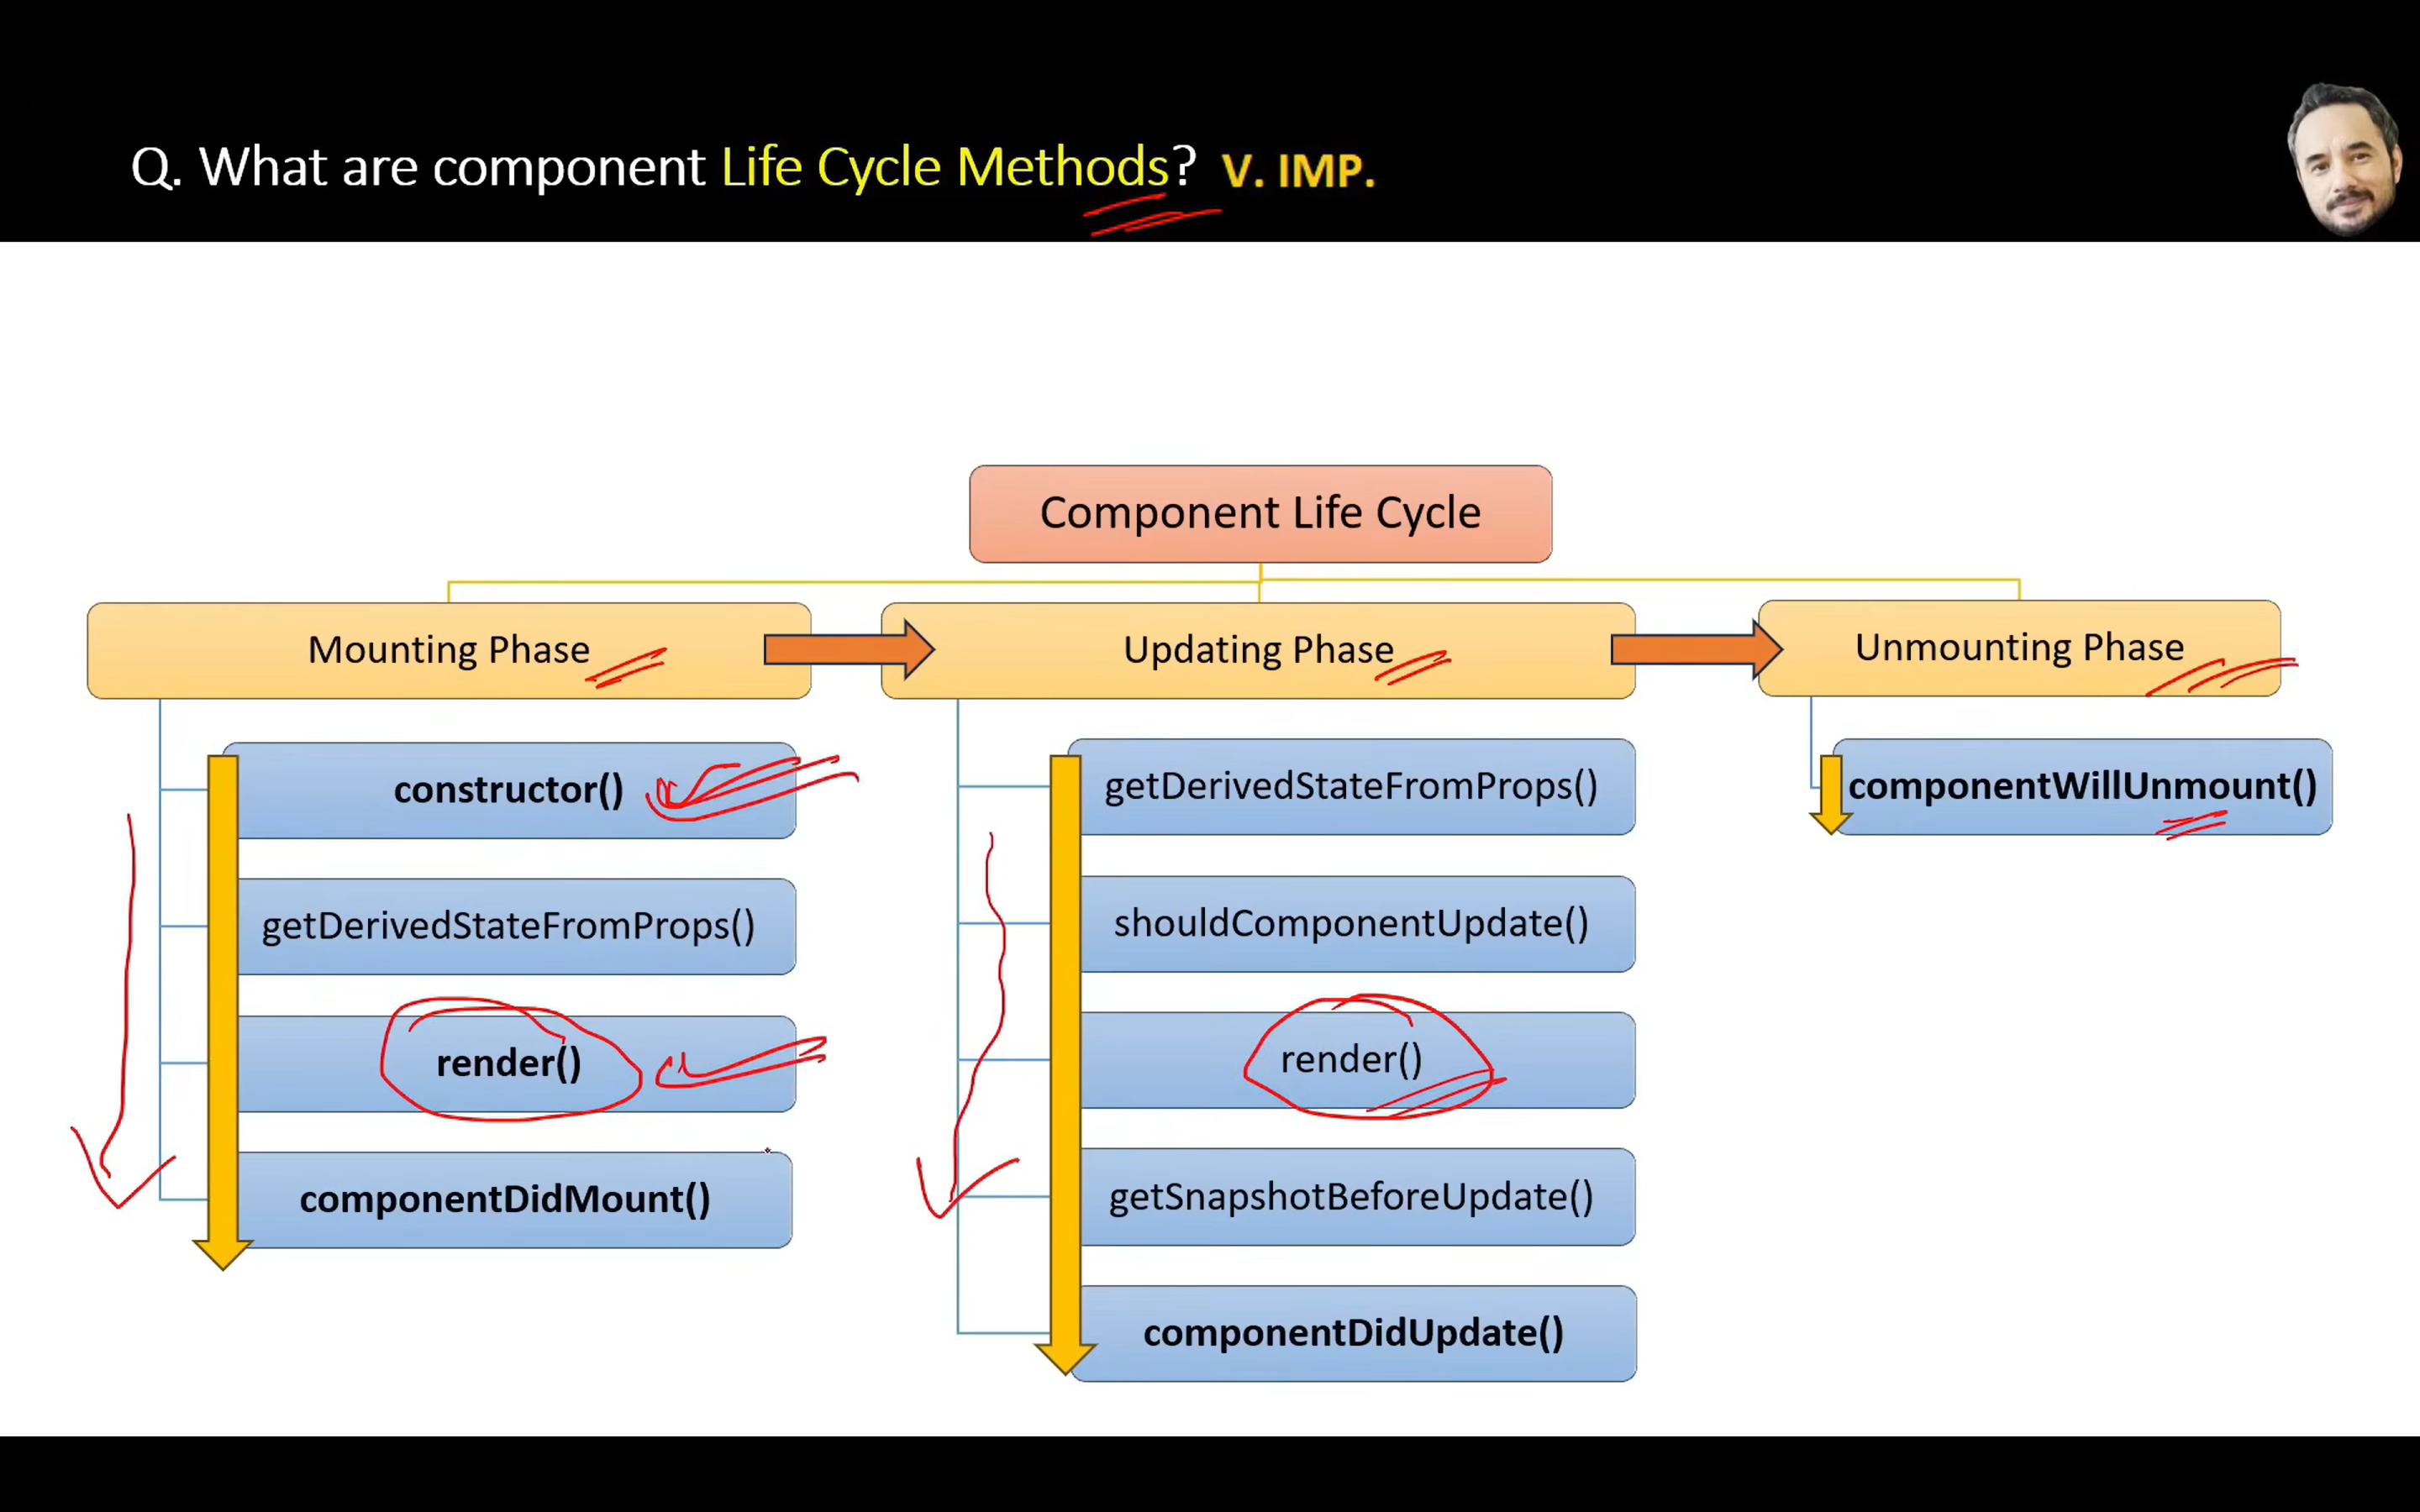 Q. What are component Life Cycle Methods? V. IMP.
Component Life Cycle
Mounting Phase
constructor()
getDerivedStateFromProps()
render()
componentDidMount()
Updating Phase
getDerivedStateFromProps()
shouldComponentUpdate()
render()
getSnapshotBeforeUpdate()
componentDidUpdate()
Unmounting Phase
componentWillUnmount()